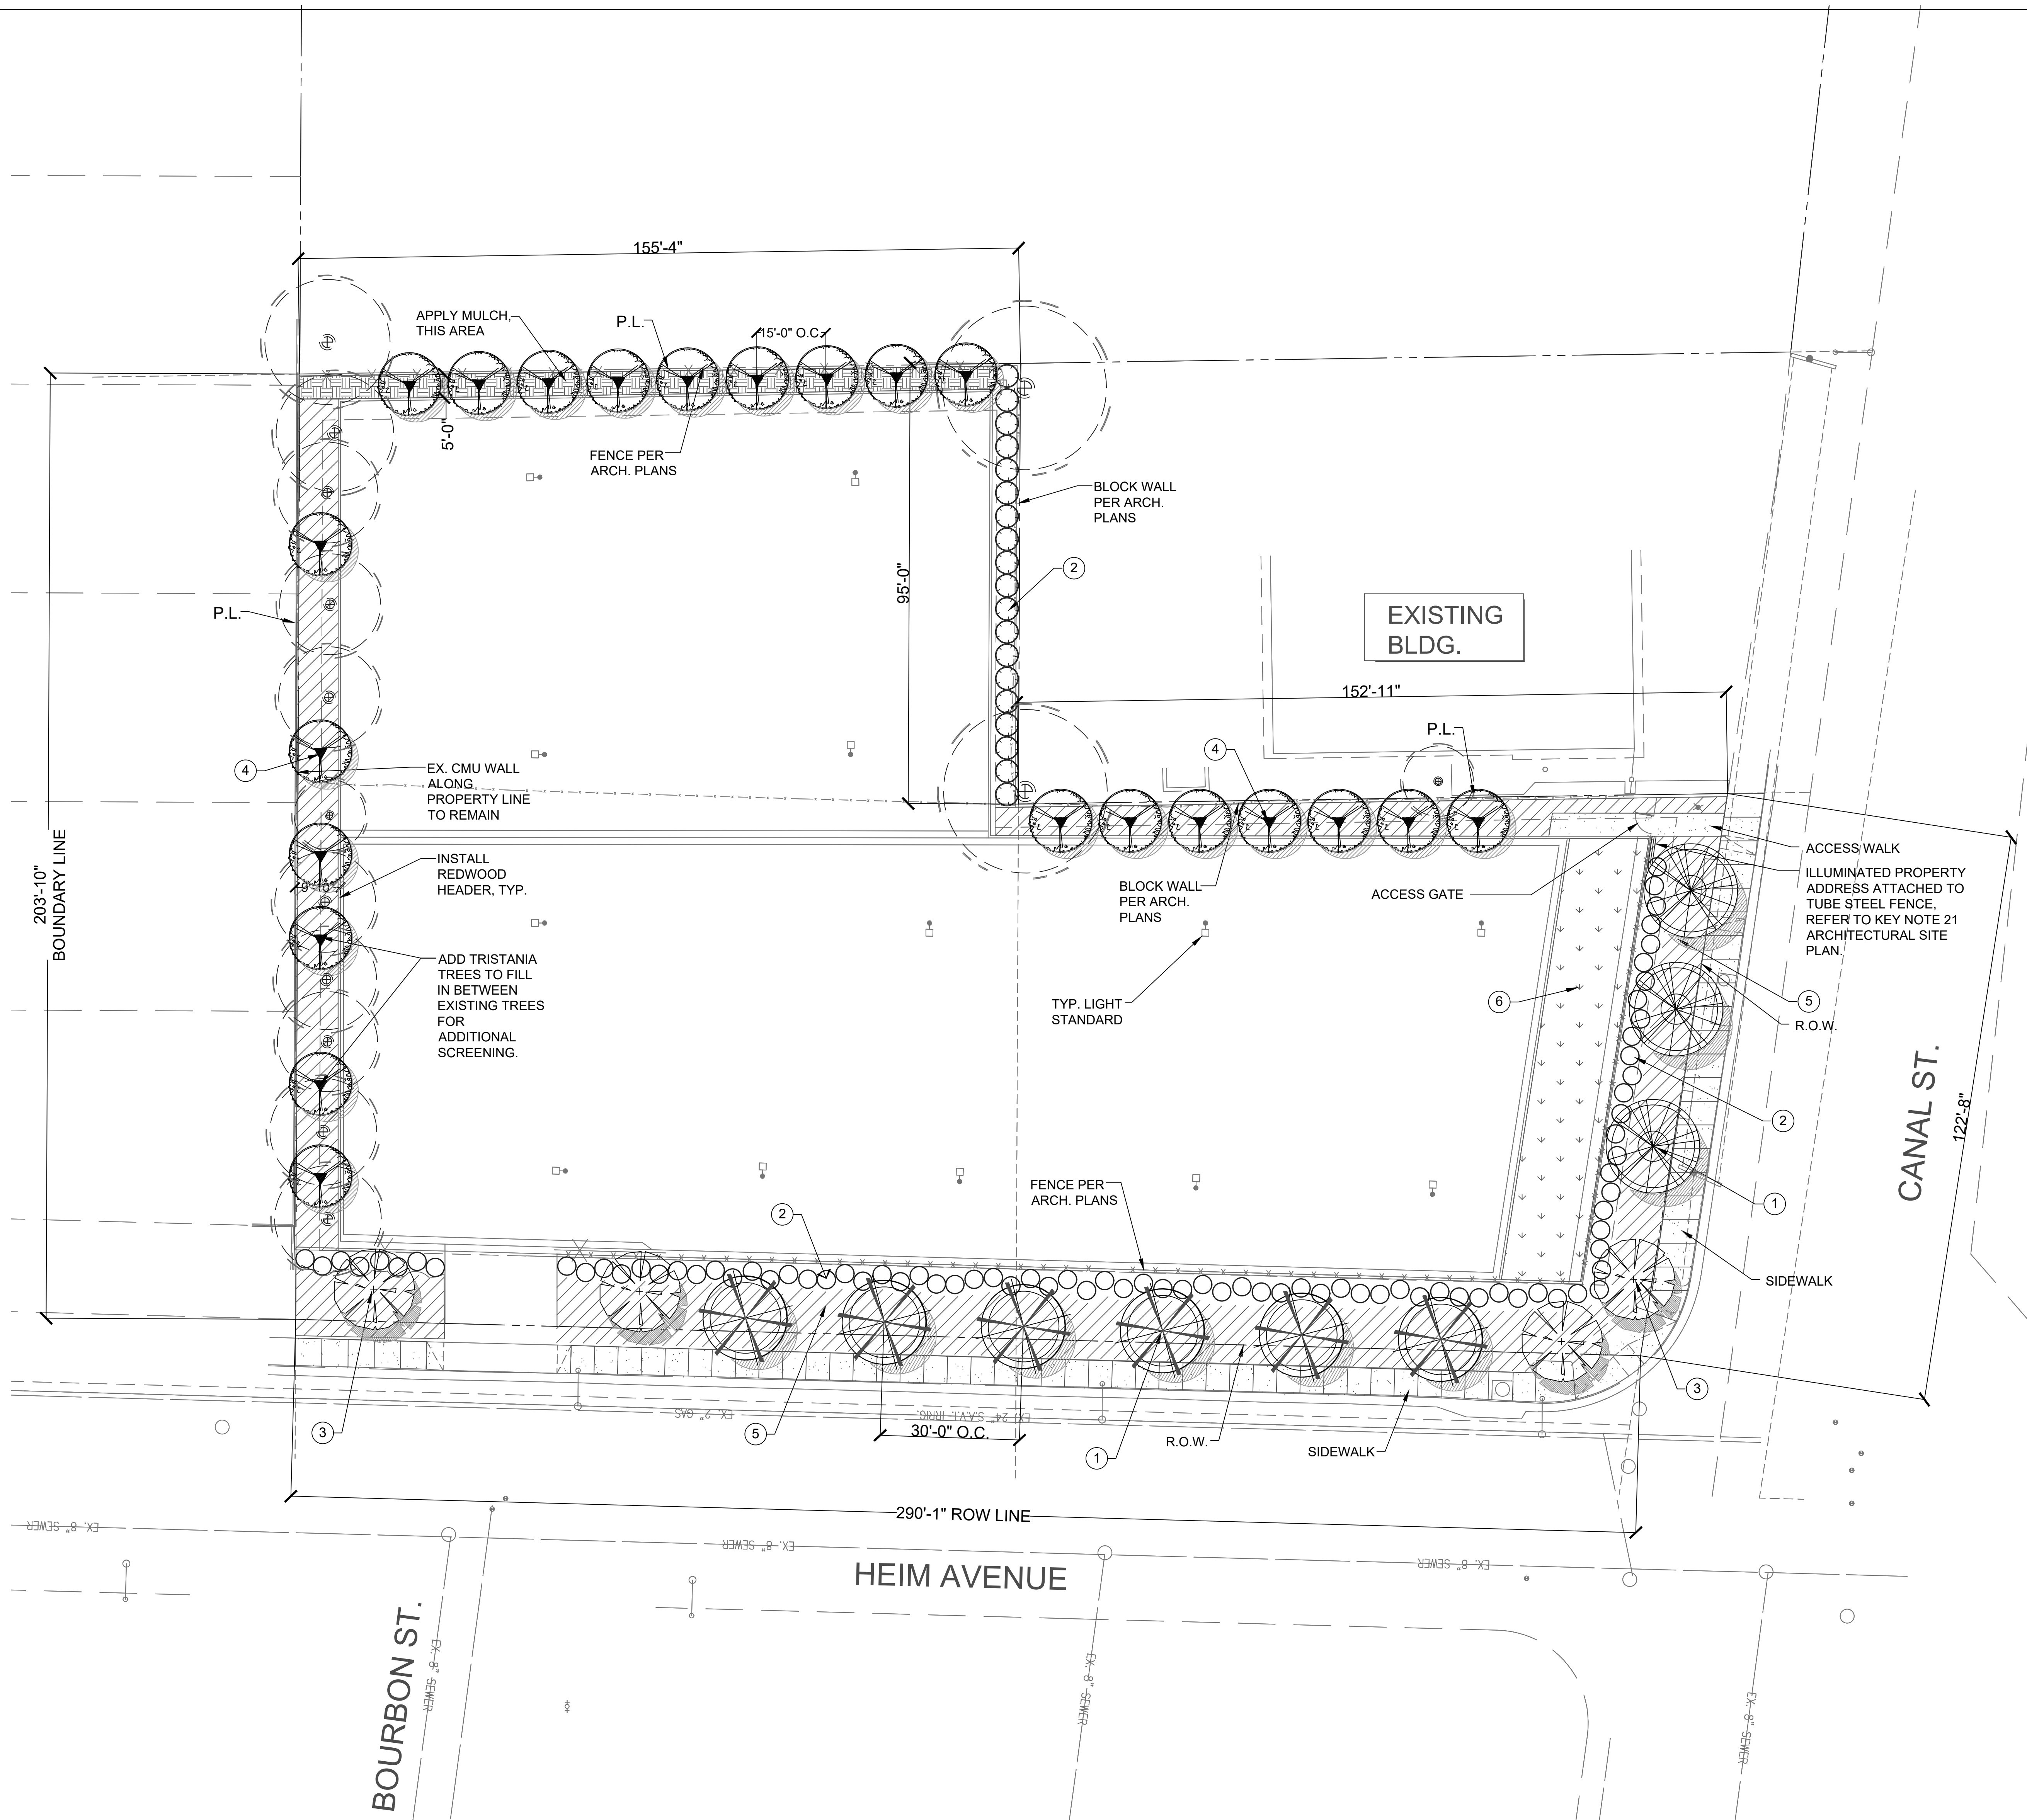 155'-4"
APPLY MULCH,
THIS AREA
P.L.
15'-0" O.C.
5'-0"
FENCE PER
ARCH. PLANS
BLOCK WALL
PER ARCH.
PLANS
2
95'-0"
P.L.
EXISTING
BLDG.
152'-11"
P.L.
4
4
EX. CMU WALL
ALONG
PROPERTY LINE
TO REMAIN
203'-10"
BOUNDARY LINE
INSTALL
REDWOOD
HEADER, TYP.
9'-10"
BLOCK WALL
PER ARCH.
PLANS
ACCESS GATE
ACCESS WALK
ILLUMINATED PROPERTY
ADDRESS ATTACHED TO
TUBE STEEL FENCE,
REFER TO KEY NOTE 21
ARCHITECTURAL SITE
PLAN.
ADD TRISTANIA
TREES TO FILL
IN BETWEEN
EXISTING TREES
FOR
ADDITIONAL
SCREENING.
TYP. LIGHT
STANDARD
6
5
R.O.W.
CANAL ST.
122'-8"
2
1
FENCE PER
ARCH. PLANS
2
SIDEWALK
3
3
EX. 2" GAS
EX. 24" S.A.V.I. IRRIG.
5
30'-0" O.C.
1
R.O.W.
SIDEWALK
290'-1" ROW LINE
EX. 8" SEWER
EX. 8" SEWER
EX. 8" SEWER
HEIM AVENUE
BOURBON ST.
EX. 8" SEWER
EX. 8" SEWER
EX. 8" SEWER